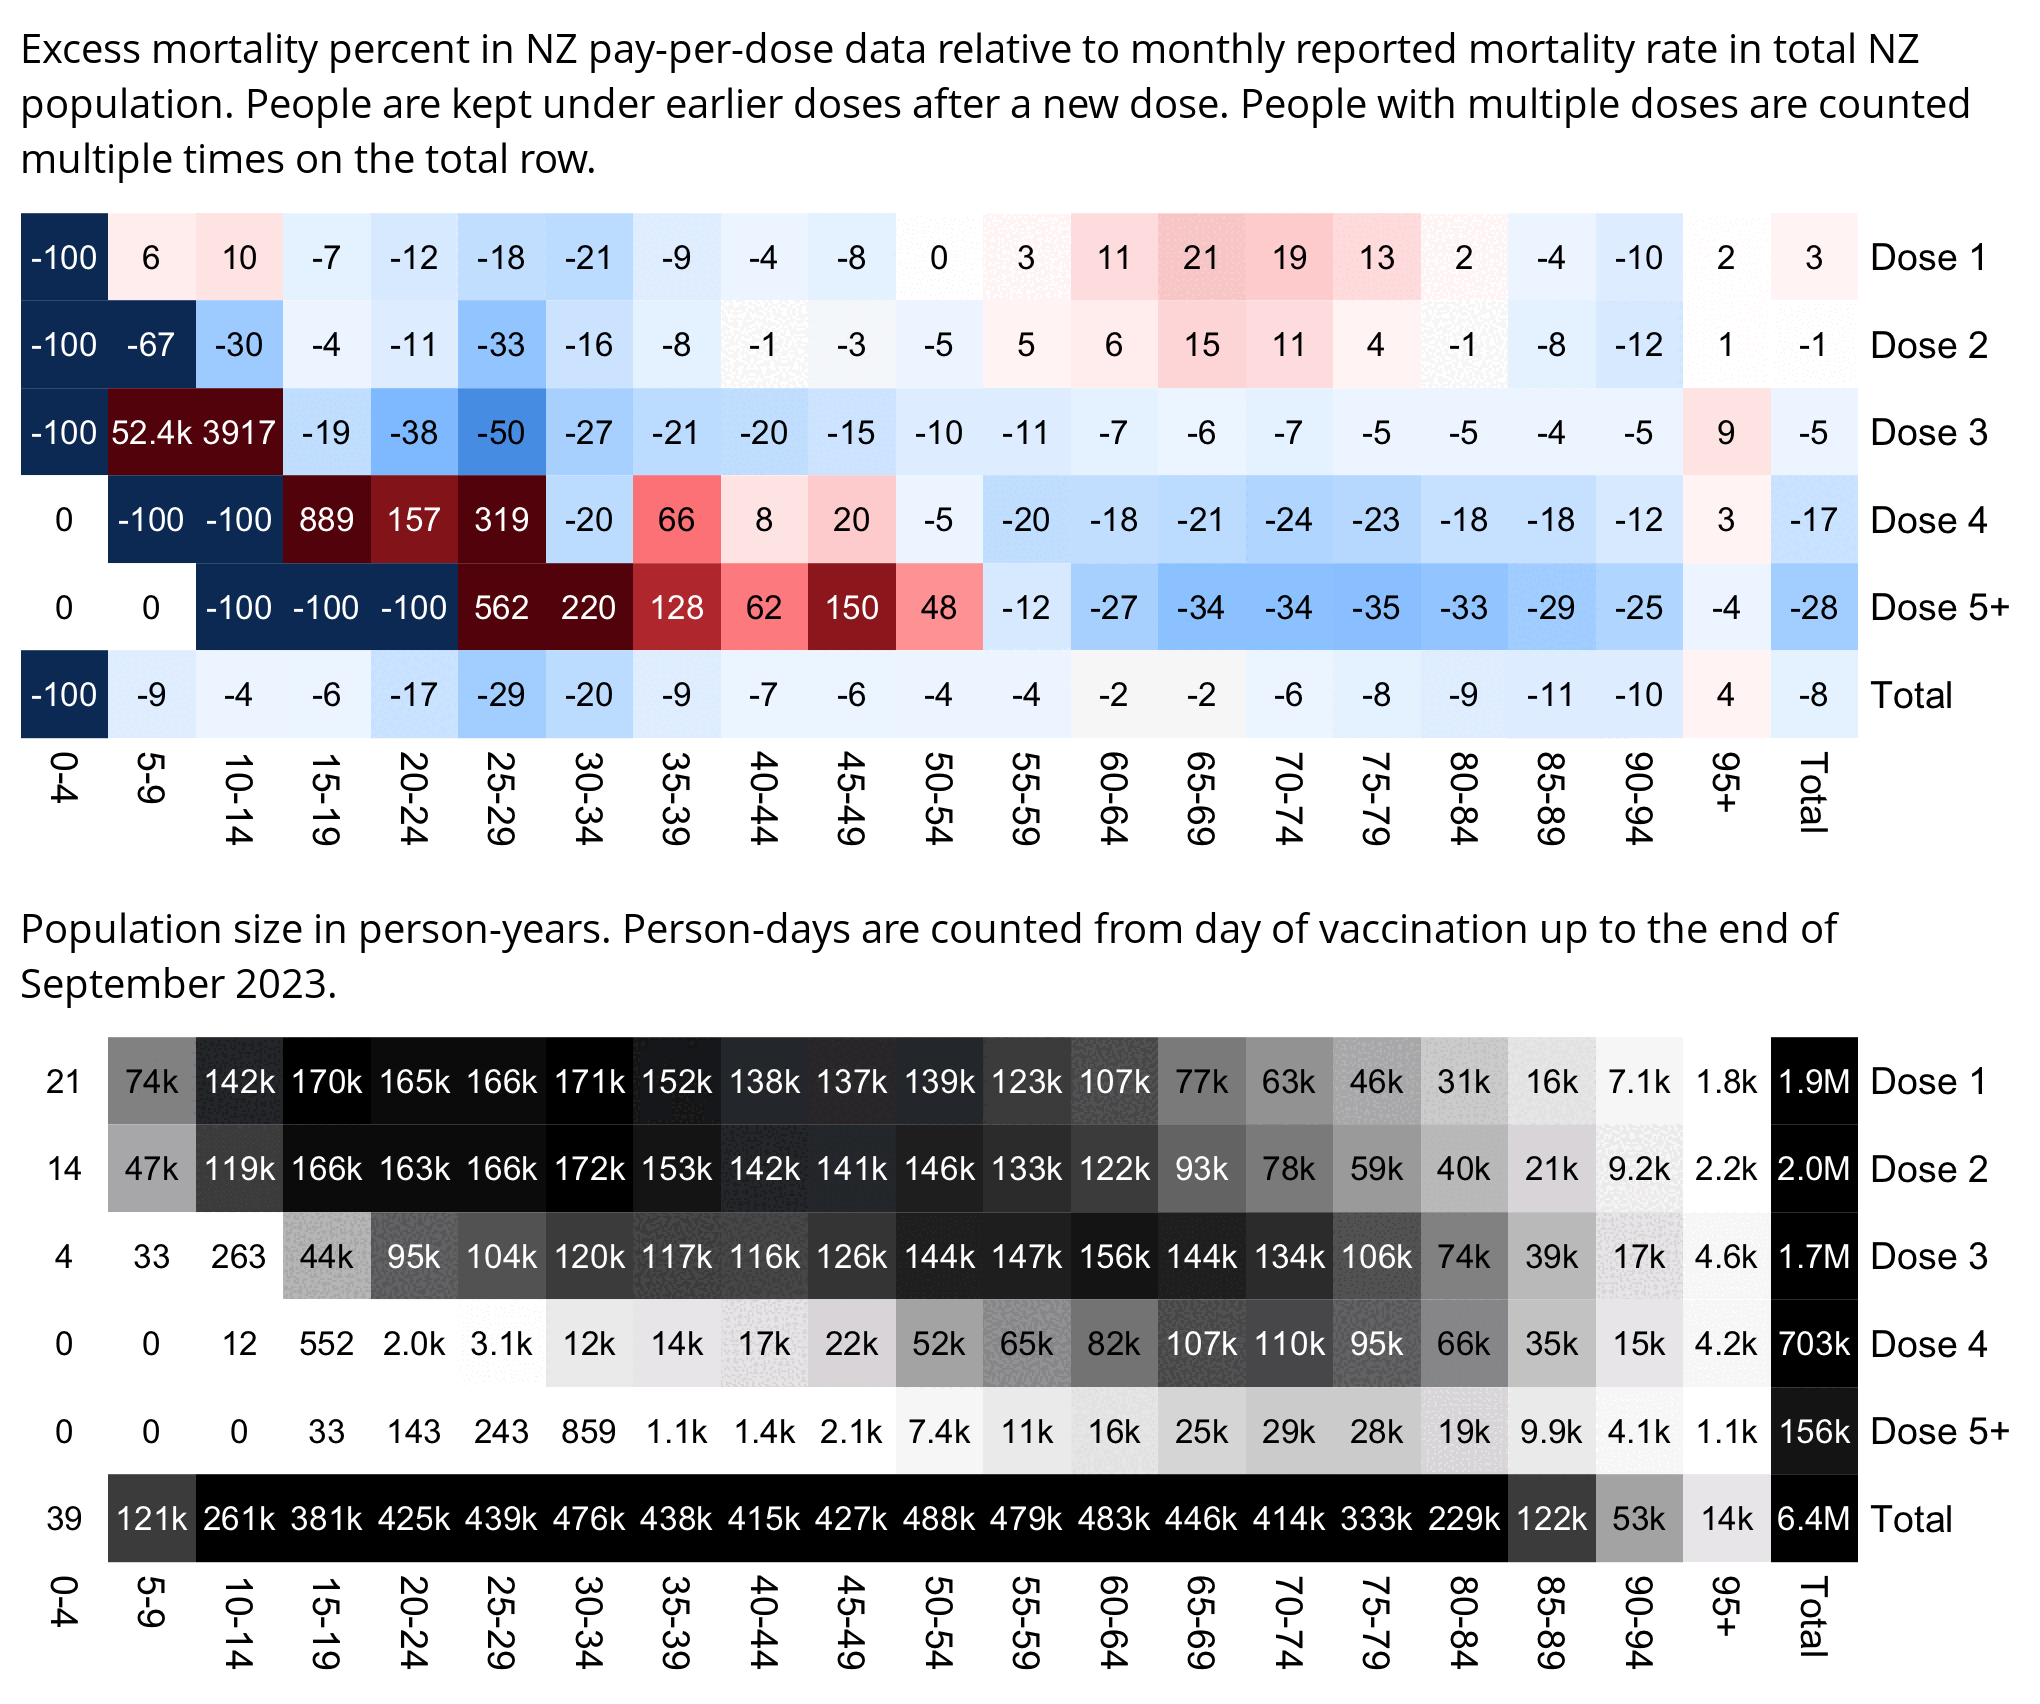 Excess mortality percent in NZ pay-per-dose data relative to monthly reported mortality rate in total NZ
population. People are kept under earlier doses after a new dose. People with multiple doses are counted
multiple times on the total row.
-100 6 10 -7 -12 -18 -21 -9 -4 -8 0 3 11 21 19 13 2 -4 -10 2 3 Dose 1
-100 -67 -30 -4 -11 -33 -16 -8 -1 -3 -5 5 6 15 11 4 -1 -8 -12 1 -1 Dose 2
-100 52.4k 3917 -19 -38 -50 -27 -21 -20 -15 -10 -11 -7 -6 -7 -5 -5 -4 -5 9 -5 Dose 3
0 -100 -100 889 157 319 -20 66 8 20 -5 -20 -18 -21 -24 -23 -18 -18 -12 3 -17 Dose 4
0 0 -100 -100 -100 562 220 128 62 150 48 -12 -27 -34 -34 -35 -33 -29 -25 -4 -28 Dose 5+
-100 -9 -4 -6 -17 -29 -20 -9 -7 -6 -4 -4 -2 -2 -6 -8 -9 -11 -10 4 -8 Total
0-4 5-9 10-14 15-19 20-24 25-29 30-34 35-39 40-44 45-49 50-54 55-59 60-64 65-69 70-74 75-79 80-84 85-89 90-94 95+ Total
Population size in person-years. Person-days are counted from day of vaccination up to the end of
September 2023.
21 74k 142k 170k 165k 166k 171k 152k 138k 137k 139k 123k 107k 77k 63k 46k 31k 16k 7.1k 1.8k 1.9M Dose 1
14 47k 119k 166k 163k 166k 172k 153k 142k 141k 146k 133k 122k 93k 78k 59k 40k 21k 9.2k 2.2k 2.0M Dose 2
4 33 263 44k 95k 104k 120k 117k 116k 126k 144k 147k 156k 144k 134k 106k 74k 39k 17k 4.6k 1.7M Dose 3
0 0 12 552 2.0k 3.1k 12k 14k 17k 22k 52k 65k 82k 107k 110k 95k 66k 35k 15k 4.2k 703k Dose 4
0 0 0 33 143 243 859 1.1k 1.4k 2.1k 7.4k 11k 16k 25k 29k 28k 19k 9.9k 4.1k 1.1k 156k Dose 5+
39 121k 261k 381k 425k 439k 476k 438k 415k 427k 488k 479k 483k 446k 414k 333k 229k 122k 53k 14k 6.4M Total
0-4 5-9 10-14 15-19 20-24 25-29 30-34 35-39 40-44 45-49 50-54 55-59 60-64 65-69 70-74 75-79 80-84 85-89 90-94 95+ Total